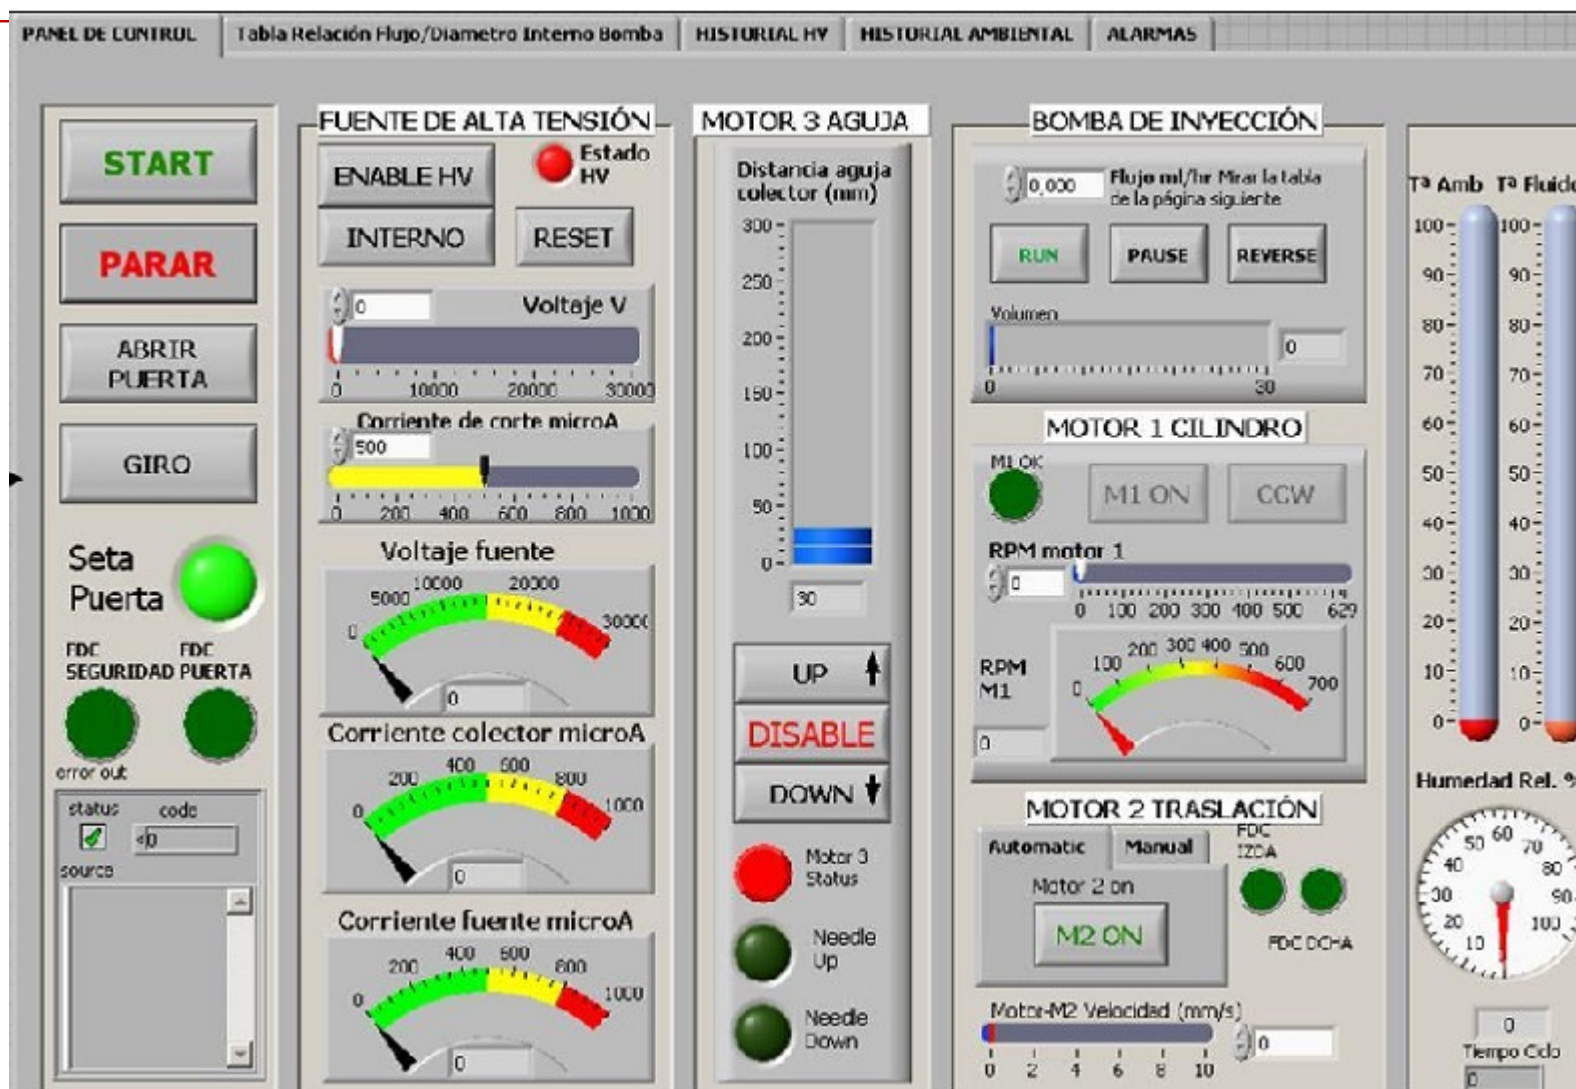 PANEL DE CONTROL
Tabla Relación Flujo/Diametro Interno Bomba
HISTORIAL HV
HISTORIAL AMBIENTAL
ALARMAS
START
PARAR
ABRIR
PUERTA
GIRO
Seta
Puerta
FDC
SEGURIDAD
FDC
PUERTA
error out
status
code
0
source
FUENTE DE ALTA TENSIÓN
ENABLE HV
Estado
HV
INTERNO
RESET
0
Voltaje V
0 10000 20000 30000
Corriente de corte microA
500
0 200 400 600 800 1000
Voltaje fuente
0 5000 10000 20000 30000
0
Corriente colector microA
0 200 400 600 800 1000
0
Corriente fuente microA
0 200 400 600 800 1000
0
MOTOR 3 AGUJA
Distancia aguja
colector (mm)
300
250
200
150
100
50
0
30
UP
DISABLE
DOWN
Motor 3
Status
Needle
Up
Needle
Down
BOMBA DE INYECCIÓN
0,000
Flujo ml/hr Mirar la tabla
de la página siguiente
RUN
PAUSE
REVERSE
Volumen
0
0 30
MOTOR 1 CILINDRO
M1 OK
M1 ON
CCW
RPM motor 1
0
0 100 200 300 400 500 629
RPM
M1
0
0 100 200 300 400 500 600 700
MOTOR 2 TRASLACIÓN
Automatic
Manual
FDC
IZDA
Motor 2 on
M2 ON
FDC DCHA
Motor-M2 Velocidad (mm/s)
0
0 2 4 6 8 10
Tª Amb
Tª Fluido
100 100
90 90
80 80
70 70
60 60
50 50
40 40
30 30
20 20
10 10
0 0
Humedad Rel. %
10 20 30 40 50 60 70 80 90 100
0
Tiempo Ciclo
0